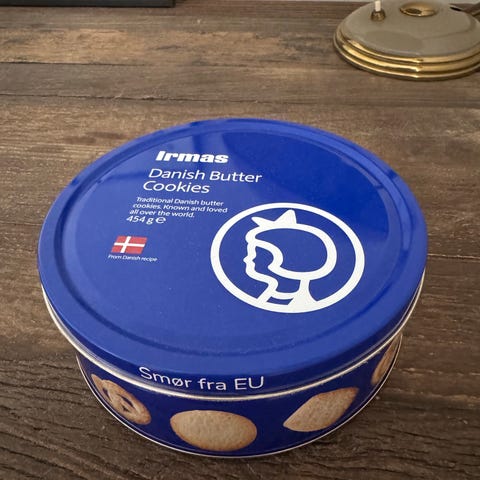 Irmas
Danish Butter
Cookies
Traditional Danish butter
cookies. Known and loved
all over the world.
454 g ℮
From Danish recipe
Smør fra EU